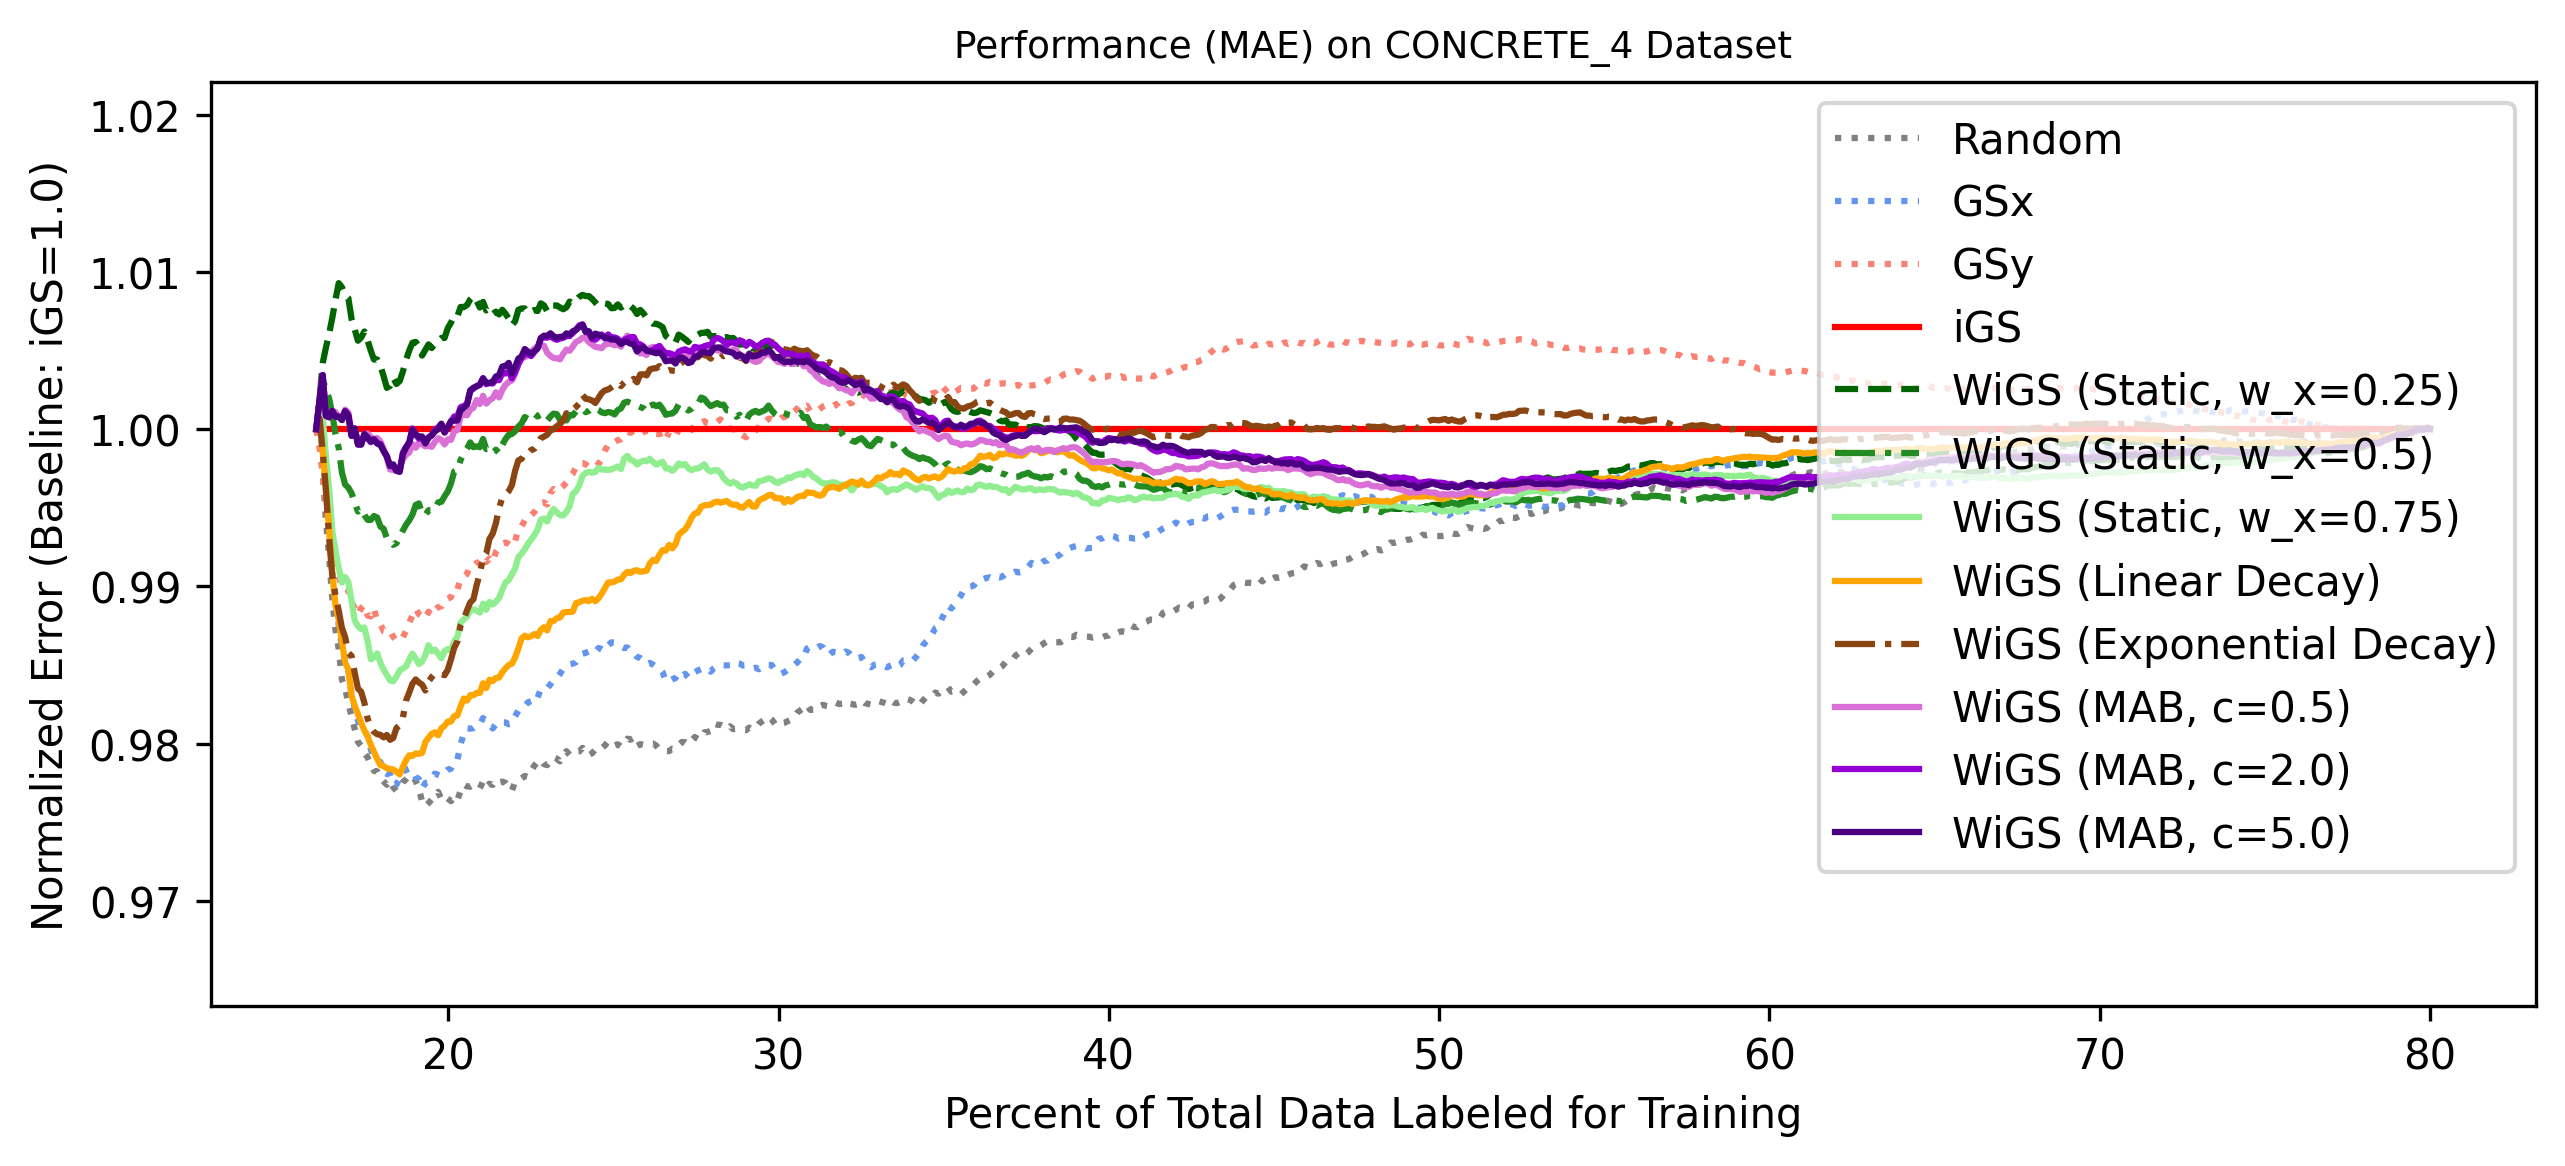 Performance (MAE) on CONCRETE_4 Dataset
Normalized Error (Baseline: iGS=1.0)
1.02
1.01
1.00
0.99
0.98
0.97
Random
GSx
GSy
iGS
WiGS (Static, w_x=0.25)
WiGS (Static, w_x=0.5)
WiGS (Static, w_x=0.75)
WiGS (Linear Decay)
WiGS (Exponential Decay)
WiGS (MAB, c=0.5)
WiGS (MAB, c=2.0)
WiGS (MAB, c=5.0)
20 30 40 50 60 70 80
Percent of Total Data Labeled for Training